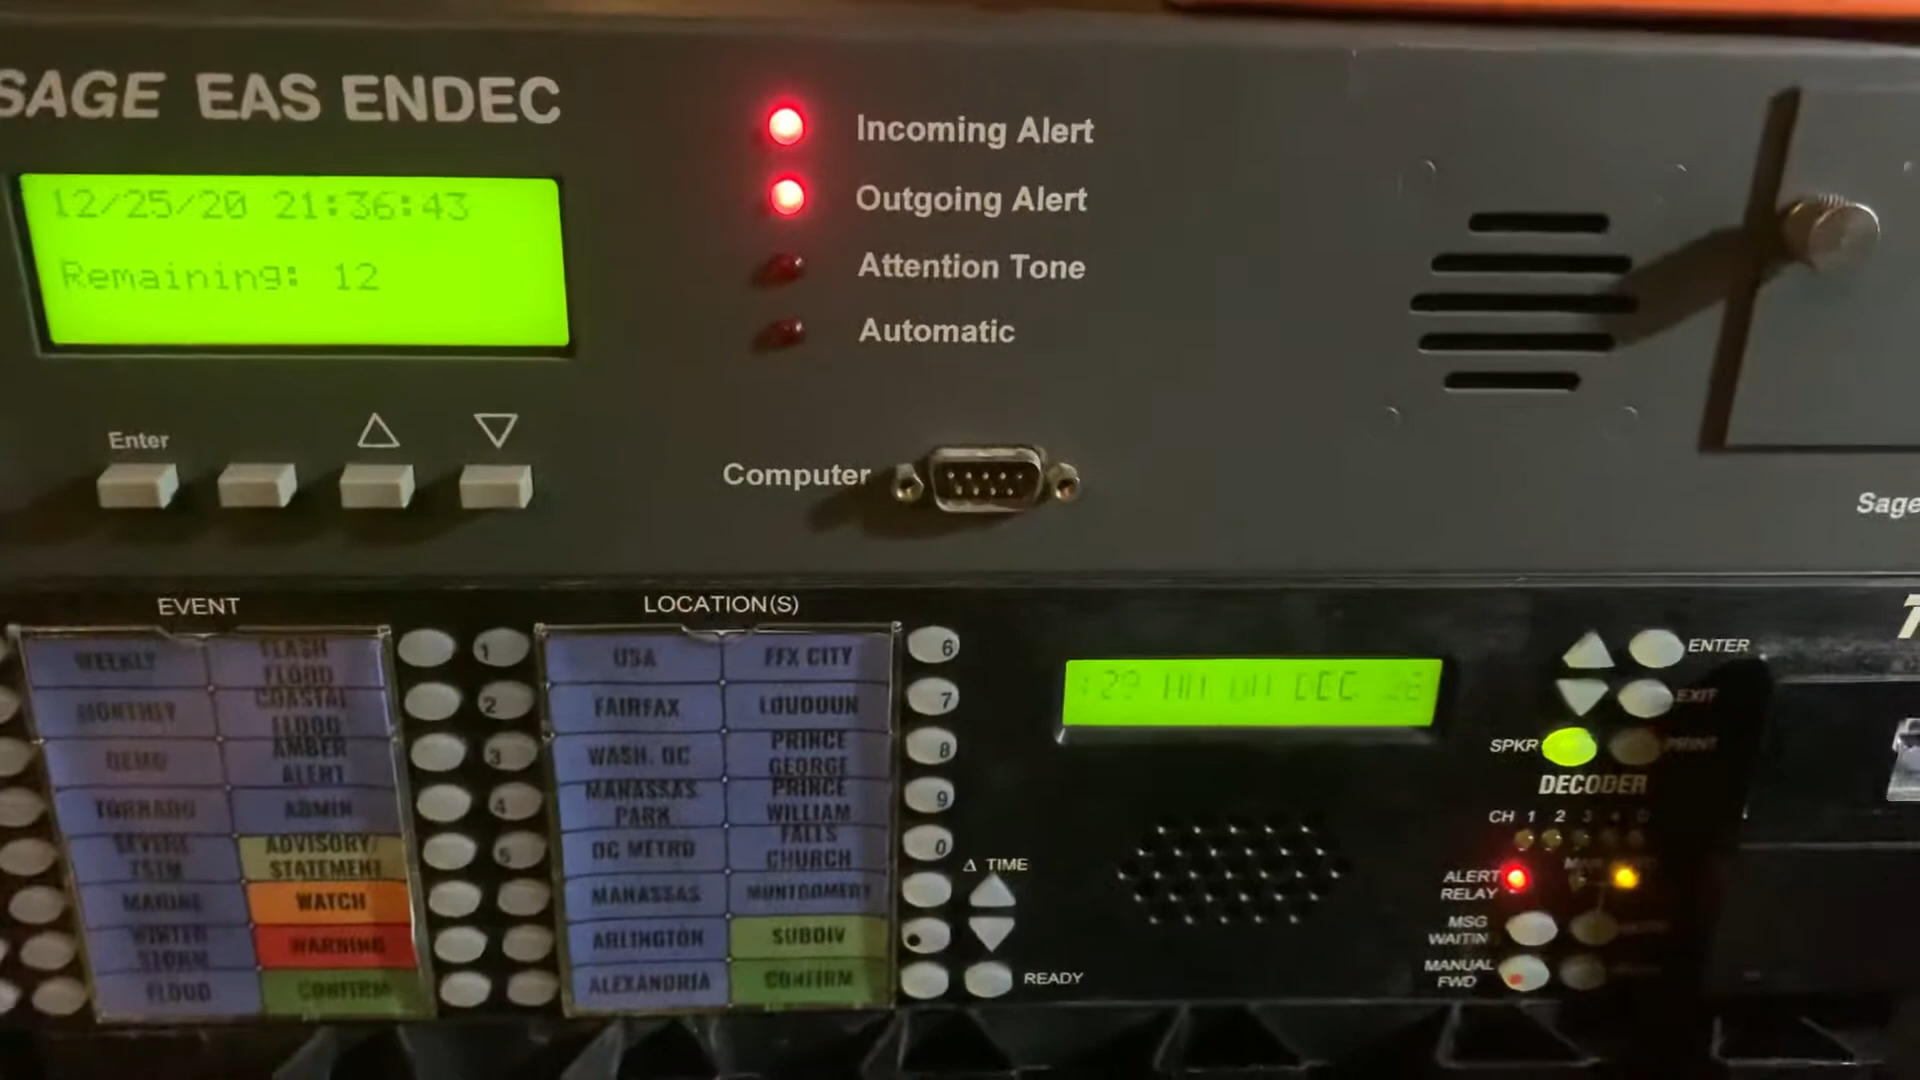 SAGE EAS ENDEC
12/25/20 21:36:43
Remaining: 12
Incoming Alert
Outgoing Alert
Attention Tone
Automatic
Enter
Computer
Sage
EVENT
WEEKLY
FLASH FLOOD
MONTHLY
COASTAL FLOOD
DEMO
AMBER ALERT
TORNADO
ADMIN
SEVERE TSTM
ADVISORY/ STATEMENT
MARINE
WATCH
WINTER STORM
WARNING
FLOOD
CONFIRM
1
2
3
4
5
LOCATION(S)
USA
FFX CITY
FAIRFAX
LOUDOUN
WASH. DC
PRINCE GEORGE
MANASSAS PARK
PRINCE WILLIAM
DC METRO
FALLS CHURCH
MANASSAS
MONTGOMERY
ARLINGTON
SUBDIV
ALEXANDRIA
CONFIRM
6
7
8
9
0
Δ TIME
READY
DEC
ENTER
EXIT
SPKR
PRINT
DECODER
CH 1 2 3 4
ALERT RELAY
MSG WAITIN
MANUAL FWD